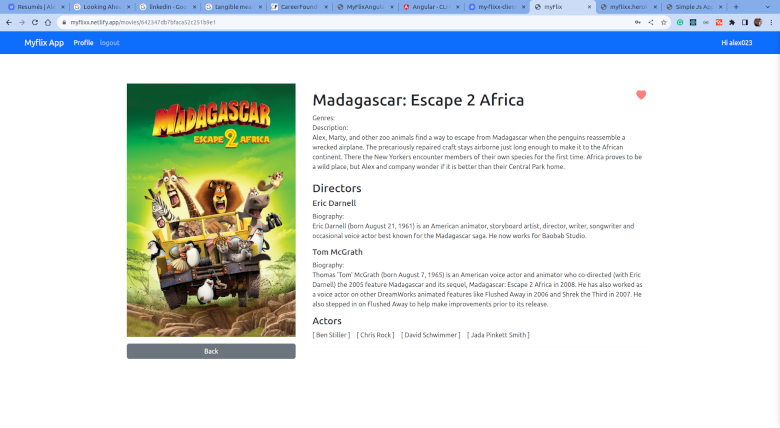 Resumés | Al
Looking Ahea
linkedin - Goo
tangible mea
CareerFound
MyFlixAngula
Angular - CLI
my-flixx-clien
myFlix
myflixx.herok
Simple Js Ap
myflixx.netlify.app/movies/642347db7bfaca52c251b9e1
Myflix App Profile logout Hi alex023
MADAGASCAR
ESCAPE 2 AFRICA
Back
Madagascar: Escape 2 Africa
Genres:
Description:
Alex, Marty, and other zoo animals find a way to escape from Madagascar when the penguins reassemble a
wrecked airplane. The precariously repaired craft stays airborne just long enough to make it to the African
continent. There the New Yorkers encounter members of their own species for the first time. Africa proves to be
a wild place, but Alex and company wonder if it is better than their Central Park home.
Directors
Eric Darnell
Biography:
Eric Darnell (born August 21, 1961) is an American animator, storyboard artist, director, writer, songwriter and
occasional voice actor best known for the Madagascar saga. He now works for Baobab Studio.
Tom McGrath
Biography:
Thomas 'Tom' McGrath (born August 7, 1965) is an American voice actor and animator who co-directed (with Eric
Darnell) the 2005 feature Madagascar and its sequel, Madagascar: Escape 2 Africa in 2008. He has also worked
as a voice actor on other DreamWorks animated features like Flushed Away in 2006 and Shrek the Third in 2007. He
also stepped in on Flushed Away to help make improvements prior to its release.
Actors
[ Ben Stiller ] [ Chris Rock ] [ David Schwimmer ] [ Jada Pinkett Smith ]